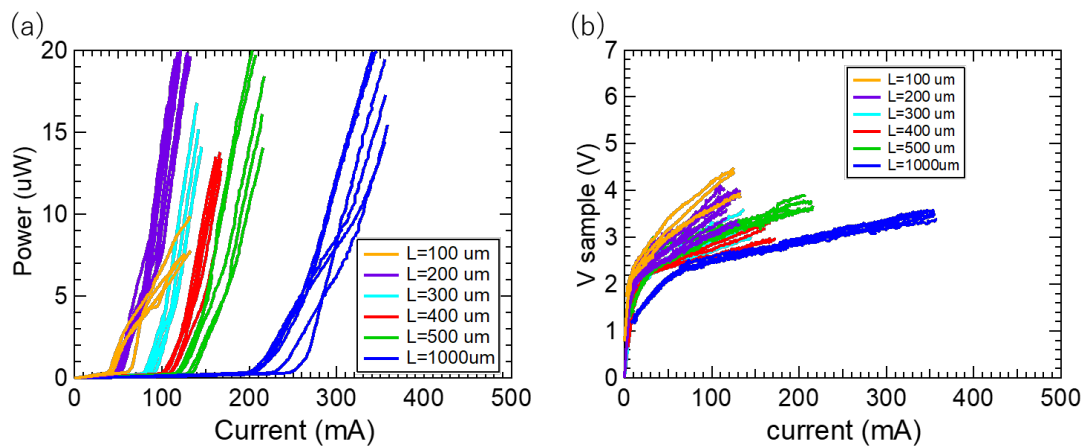 (a)
20
15
10
5
0
Power (uW)
L=100 um
L=200 um
L=300 um
L=400 um
L=500 um
L=1000um
0 100 200 300 400 500
Current (mA)
(b)
7
6
5
4
3
2
1
0
V sample (V)
L=100 um
L=200 um
L=300 um
L=400 um
L=500 um
L=1000um
0 100 200 300 400 500
current (mA)